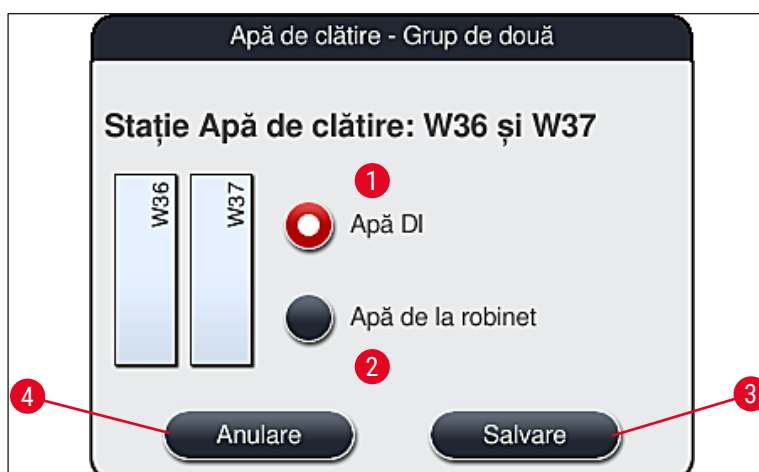 Apă de clătire - Grup de două
Stație Apă de clătire: W36 și W37
W36
W37
1
Apă DI
Apă de la robinet
2
4
Anulare
Salvare
3